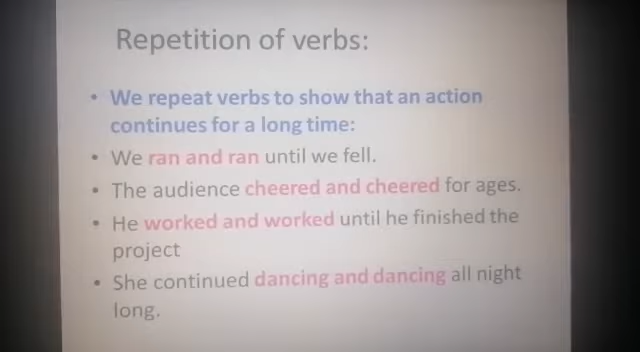 Repetition of verbs:
• We repeat verbs to show that an action
continues for a long time:
• We ran and ran until we fell.
• The audience cheered and cheered for ages.
• He worked and worked until he finished the
project
• She continued dancing and dancing all night
long.